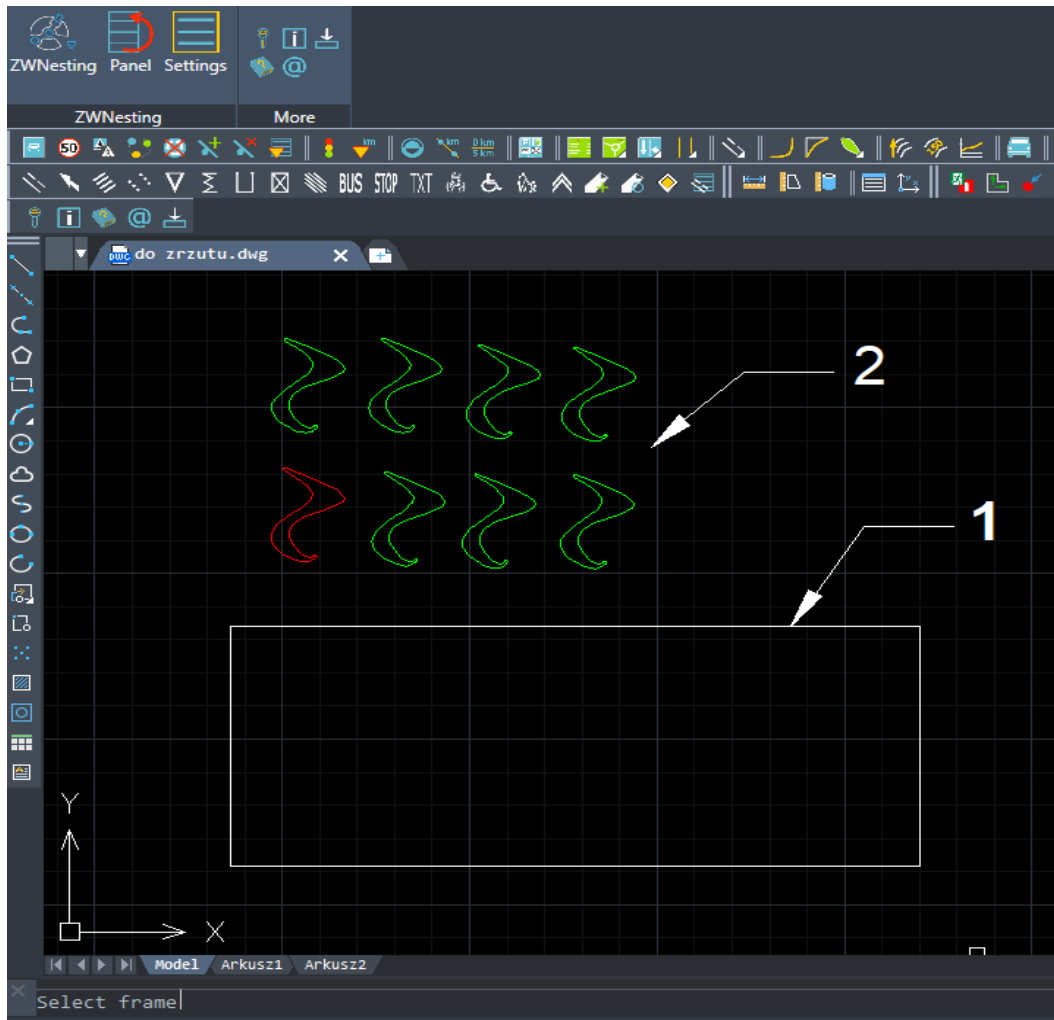 ZWNesting Panel Settings
ZWNesting More
50 km km D km 5 km
BUS STOP TXT
do zrzutu.dwg
2
1
Y
X
Model Arkusz1 Arkusz2
Select frame